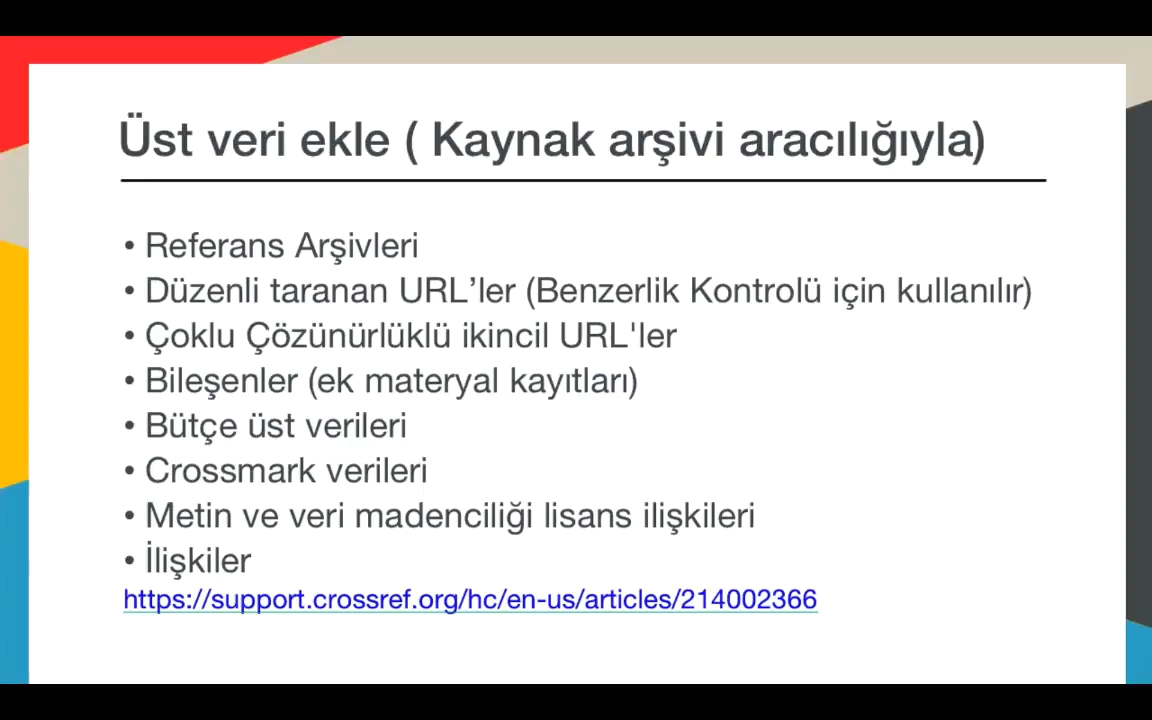 Üst veri ekle ( Kaynak arşivi aracılığıyla)
• Referans Arşivleri
• Düzenli taranan URL’ler (Benzerlik Kontrolü için kullanılır)
• Çoklu Çözünürlüklü ikincil URL'ler
• Bileşenler (ek materyal kayıtları)
• Bütçe üst verileri
• Crossmark verileri
• Metin ve veri madenciliği lisans ilişkileri
• İlişkiler
https://support.crossref.org/hc/en-us/articles/214002366